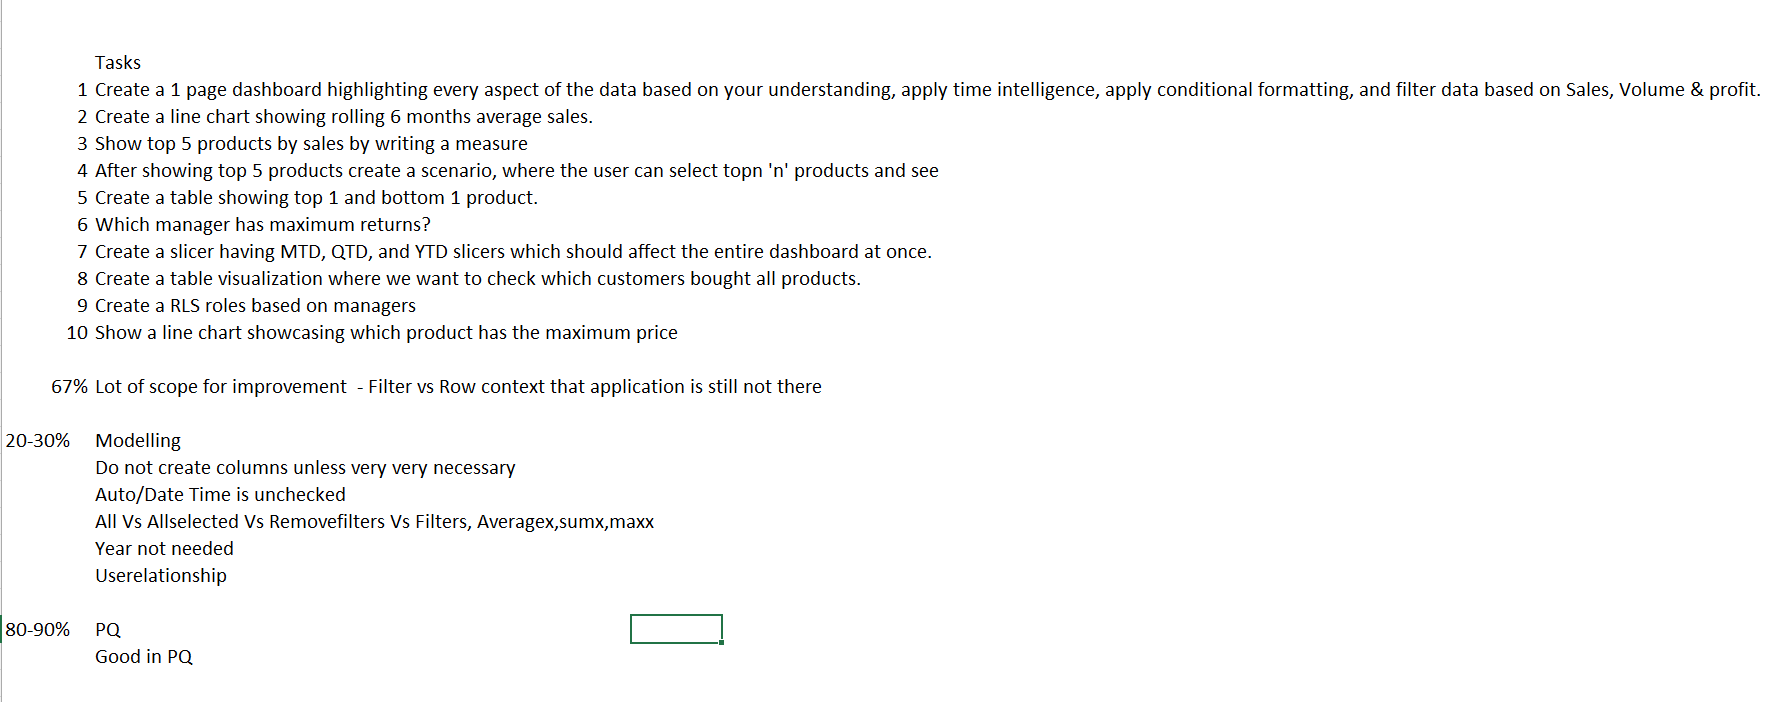 Tasks
1 Create a 1 page dashboard highlighting every aspect of the data based on your understanding, apply time intelligence, apply conditional formatting, and filter data based on Sales, Volume & profit.
2 Create a line chart showing rolling 6 months average sales.
3 Show top 5 products by sales by writing a measure
4 After showing top 5 products create a scenario, where the user can select topn 'n' products and see
5 Create a table showing top 1 and bottom 1 product.
6 Which manager has maximum returns?
7 Create a slicer having MTD, QTD, and YTD slicers which should affect the entire dashboard at once.
8 Create a table visualization where we want to check which customers bought all products.
9 Create a RLS roles based on managers
10 Show a line chart showcasing which product has the maximum price
67% Lot of scope for improvement  - Filter vs Row context that application is still not there
20-30% Modelling
Do not create columns unless very very necessary
Auto/Date Time is unchecked
All Vs Allselected Vs Removefilters Vs Filters, Averagex,sumx,maxx
Year not needed
Userelationship
80-90% PQ
Good in PQ